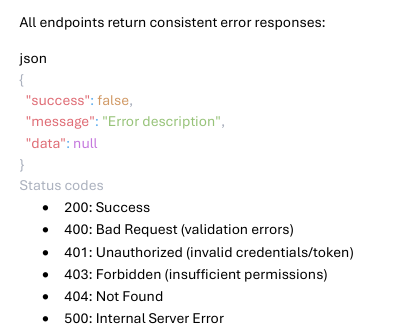 All endpoints return consistent error responses:
json
{
"success": false,
"message": "Error description",
"data": null
}
Status codes
• 200: Success
• 400: Bad Request (validation errors)
• 401: Unauthorized (invalid credentials/token)
• 403: Forbidden (insufficient permissions)
• 404: Not Found
• 500: Internal Server Error